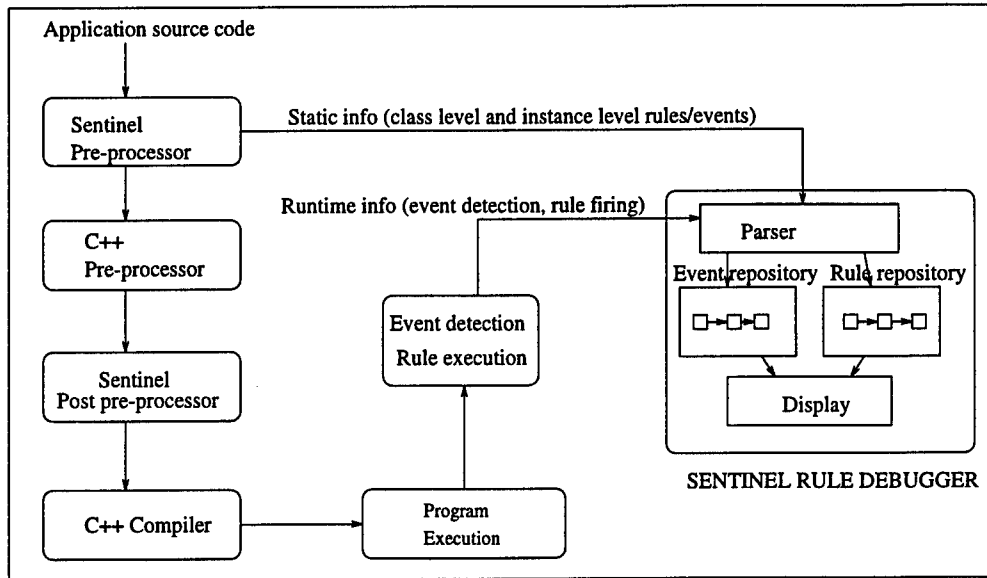 Application source code
Sentinel
Pre-processor
Static info (class level and instance level rules/events)
Runtime info (event detection, rule firing)
C++
Pre-processor
Parser
Event repository
Rule repository
Event detection
Rule execution
Sentinel
Post pre-processor
Display
SENTINEL RULE DEBUGGER
C++ Compiler
Program
Execution